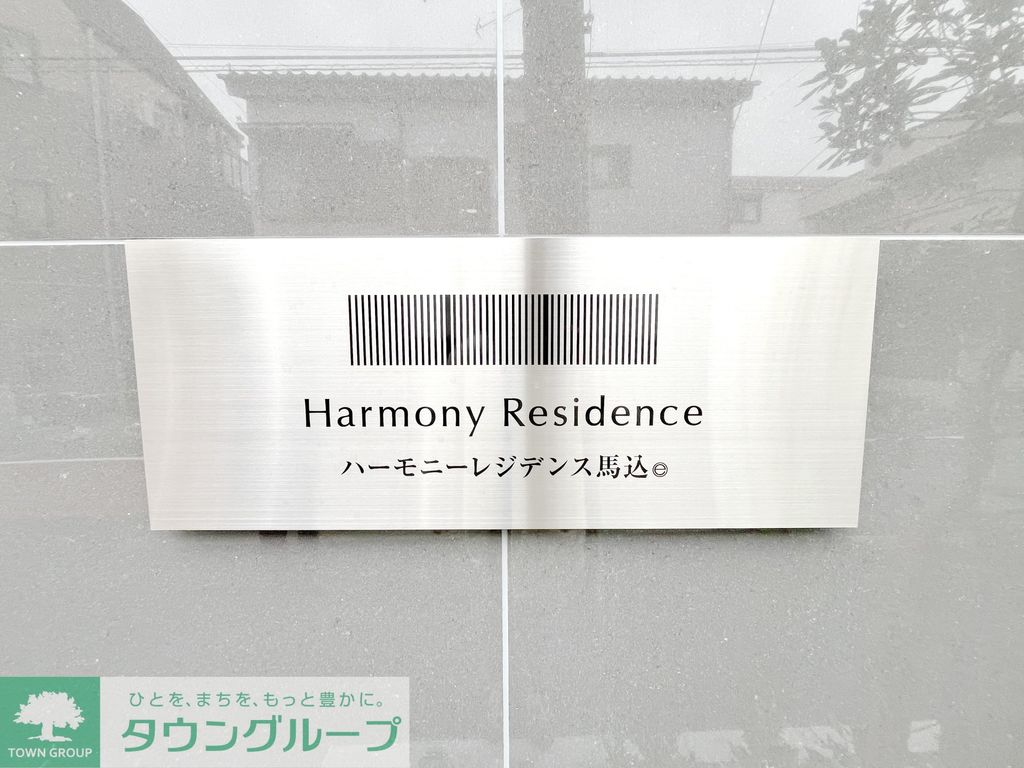 Harmony Residence
ハーモニーレジデンス馬込ⓔ
ひとを、まちを、もっと豊かに。
タウングループ
TOWN GROUP